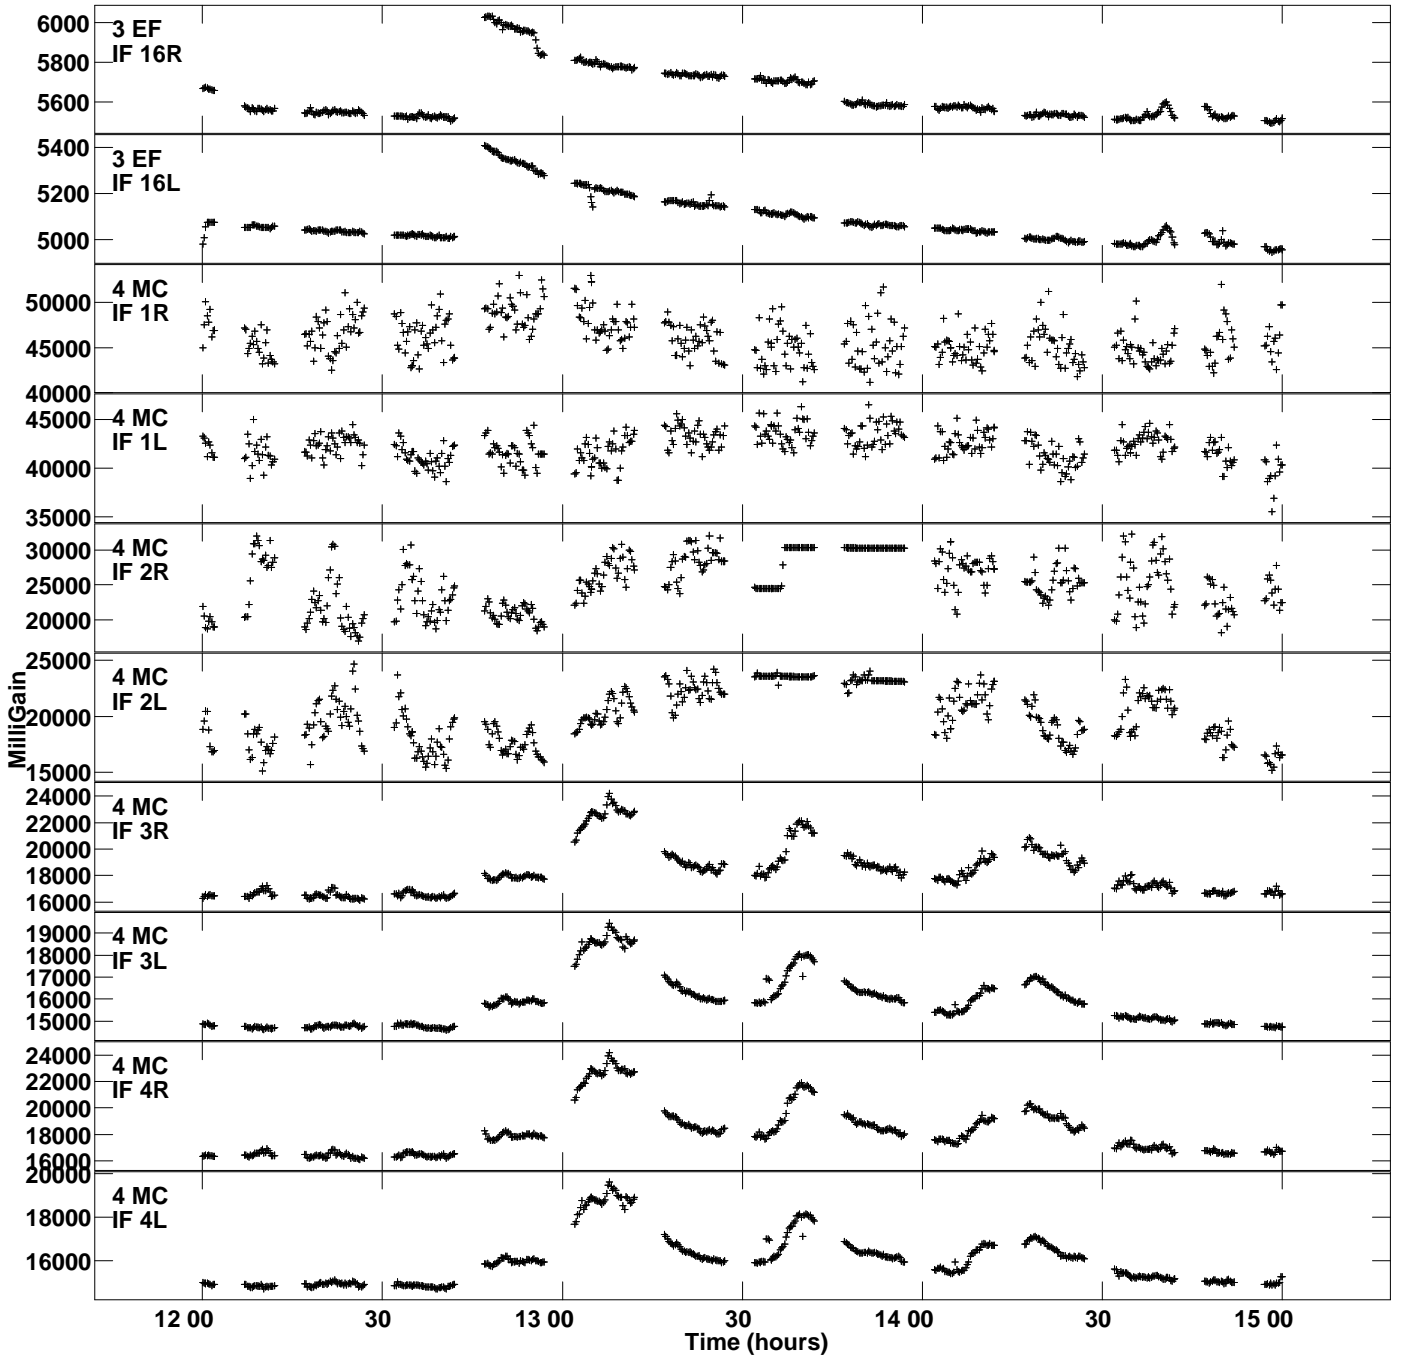 6000
5800
5600
3 EF
IF 16R
5400
5200
5000
3 EF
IF 16L
50000
45000
40000
4 MC
IF 1R
45000
40000
35000
4 MC
IF 1L
30000
25000
20000
4 MC
IF 2R
25000
20000
15000
4 MC
IF 2L
MilliGain
24000
22000
20000
18000
16000
4 MC
IF 3R
19000
18000
17000
16000
15000
4 MC
IF 3L
24000
22000
20000
18000
16000
4 MC
IF 4R
20000
18000
16000
4 MC
IF 4L
12 00 30 13 00 30 14 00 30 15 00
Time (hours)